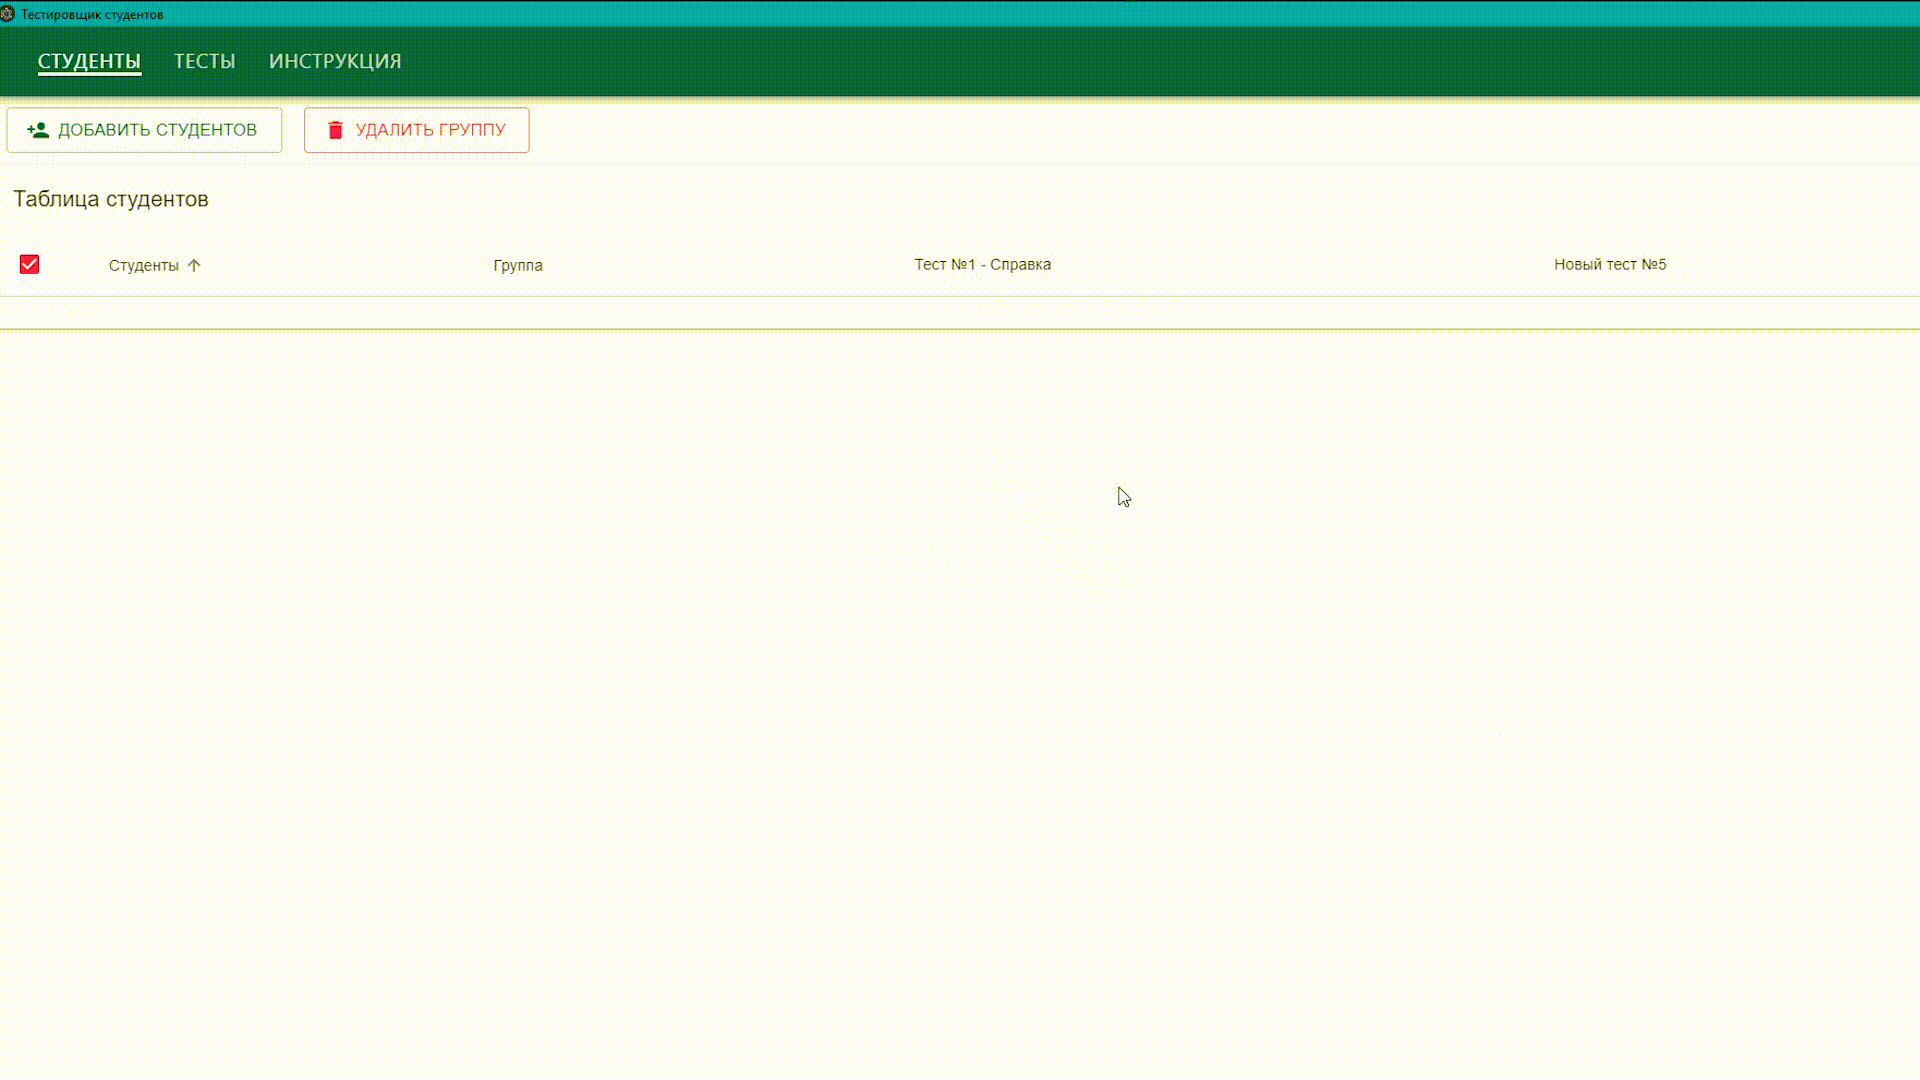 Тестировщик студентов
СТУДЕНТЫ ТЕСТЫ ИНСТРУКЦИЯ
ДОБАВИТЬ СТУДЕНТОВ УДАЛИТЬ ГРУППУ
Таблица студентов
Студенты Группа Тест №1 - Справка Новый тест №5